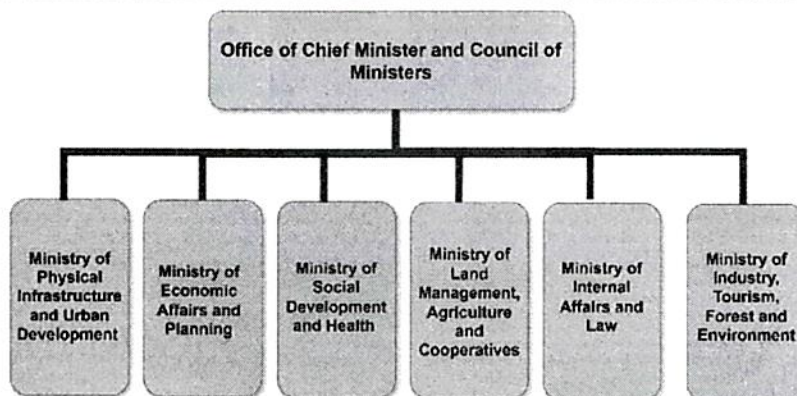 Office of Chief Minister and Council of
Ministers
Ministry of
Physical
Infrastructure
and Urban
Development
Ministry of
Economic
Affairs and
Planning
Ministry of
Social
Development
and Health
Ministry of
Land
Management,
Agriculture
and
Cooperatives
Ministry of
Internal
Affairs and
Law
Ministry of
Industry,
Tourism,
Forest and
Environment